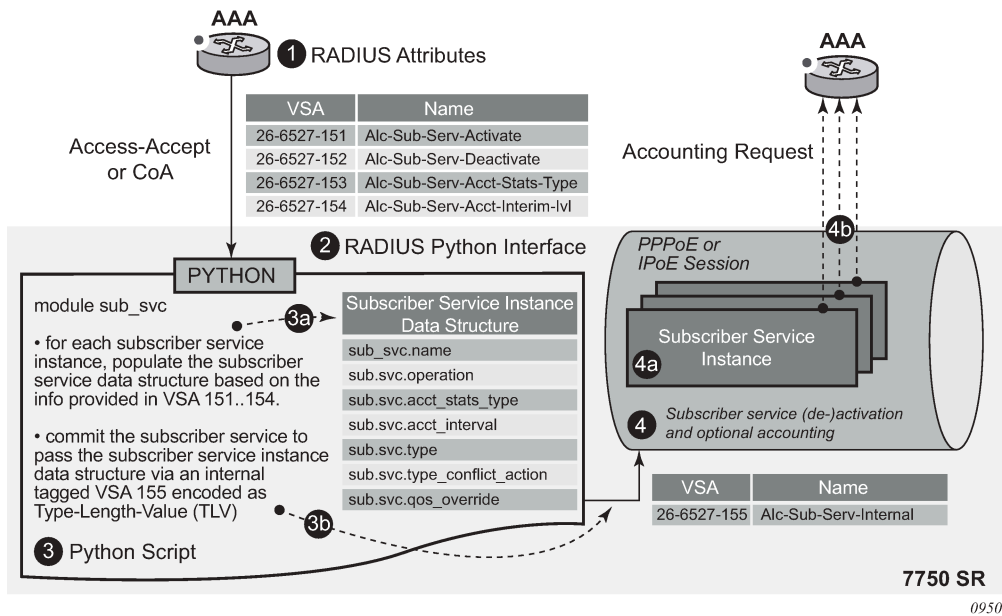 AAA
1 RADIUS Attributes
VSA Name
26-6527-151 Alc-Sub-Serv-Activate
26-6527-152 Alc-Sub-Serv-Deactivate
26-6527-153 Alc-Sub-Serv-Acct-Stats-Type
26-6527-154 Alc-Sub-Serv-Acct-Interim-Ivl
Access-Accept
or CoA
AAA
Accounting Request
2 RADIUS Python Interface
PYTHON
module sub_svc
• for each subscriber service
instance, populate the subscriber
service data structure based on the
info provided in VSA 151..154.
• commit the subscriber service to
pass the subscriber service instance
data structure via an internal
tagged VSA 155 encoded as
Type-Length-Value (TLV)
3 Python Script
3a
3b
Subscriber Service Instance
Data Structure
sub_svc.name
sub.svc.operation
sub.svc.acct_stats_type
sub.svc.acct_interval
sub.svc.type
sub.svc.type_conflict_action
sub.svc.qos_override
4b
PPPoE or
IPoE Session
Subscriber Service
Instance
4a
4 Subscriber service (de-)activation
and optional accounting
VSA Name
26-6527-155 Alc-Sub-Serv-Internal
7750 SR
0950